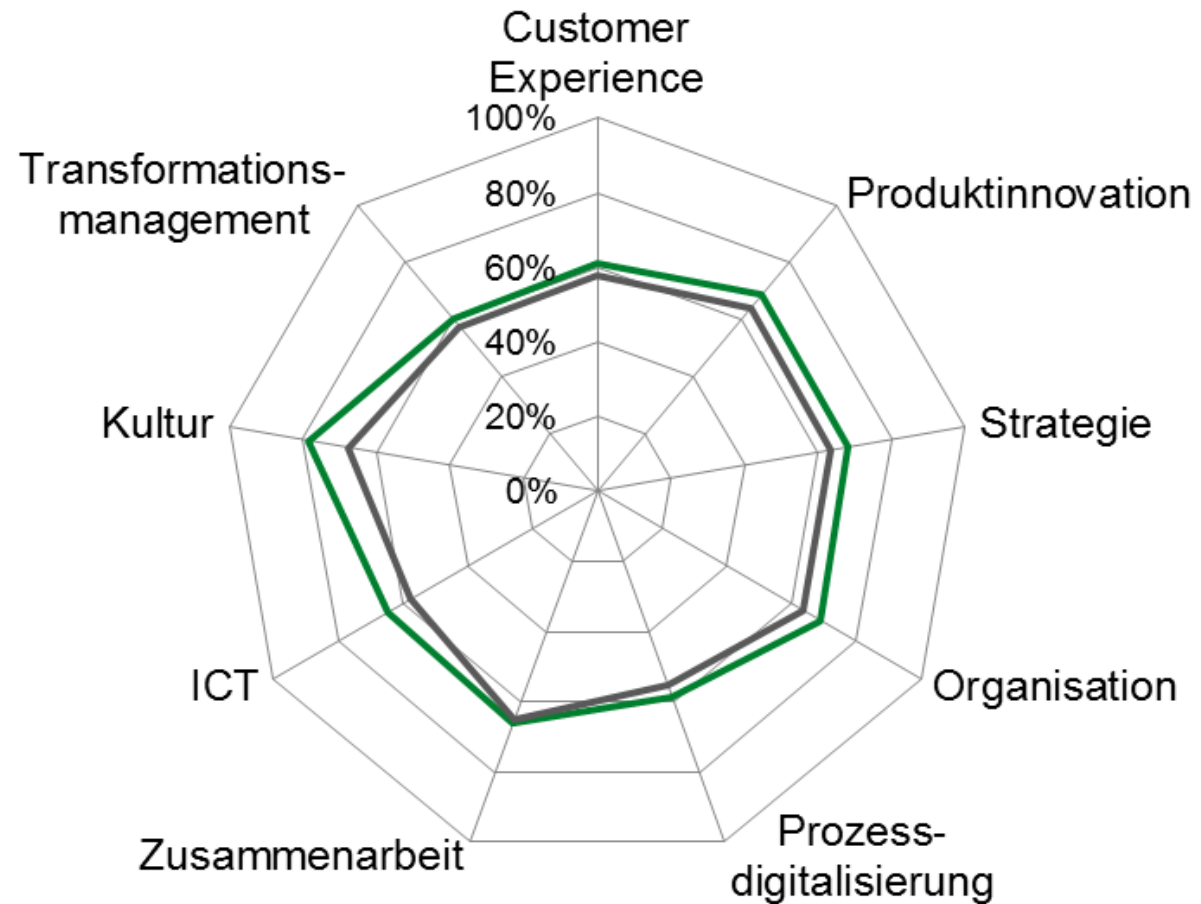 Customer
Experience
100%
80%
60%
40%
20%
0%
Produktinnovation
Strategie
Organisation
Prozess-
digitalisierung
Zusammenarbeit
ICT
Kultur
Transformations-
management